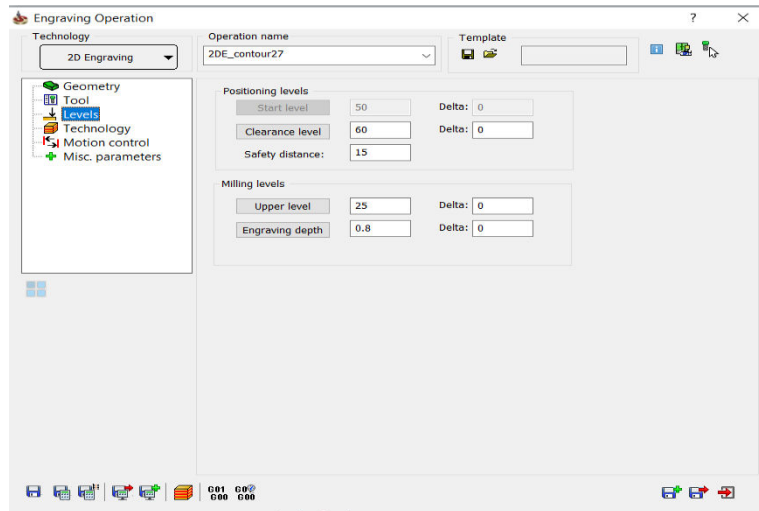 Engraving Operation ?
Technology
2D Engraving
Operation name
2DE_contour27
Template
Geometry
Tool
Levels
Technology
Motion control
Misc. parameters
Positioning levels
Start level 50 Delta: 0
Clearance level 60 Delta: 0
Safety distance: 15
Milling levels
Upper level 25 Delta: 0
Engraving depth 0.8 Delta: 0
G01 G0?
G00 G00